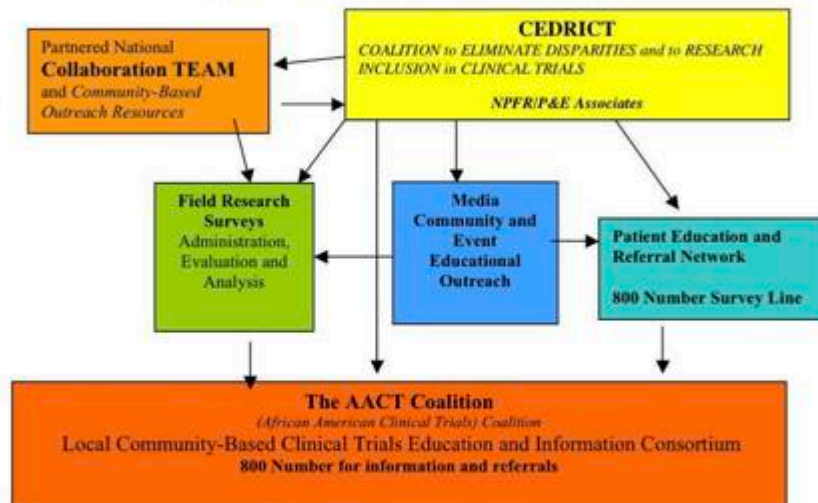 Partnered National
Collaboration TEAM
and Community-Based
Outreach Resources
CEDRICT
COALITION to ELIMINATE DISPARITIES and to RESEARCH
INCLUSION in CLINICAL TRIALS
NPFR/P&E Associates
Field Research
Surveys
Administration,
Evaluation and
Analysis
Media
Community and
Event
Educational
Outreach
Patient Education and
Referral Network
800 Number Survey Line
The AACT Coalition
(African American Clinical Trials) Coalition
Local Community-Based Clinical Trials Education and Information Consortium
800 Number for information and referrals